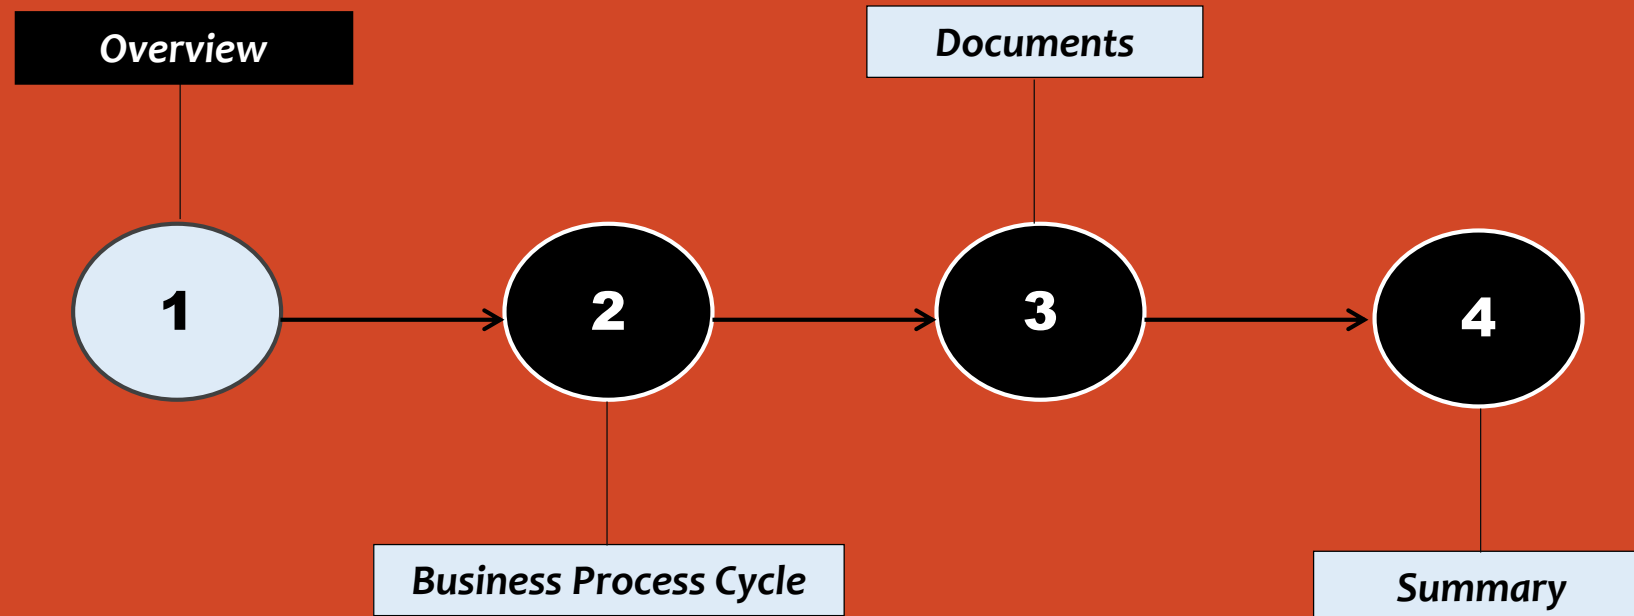 Overview
Documents
1
2
3
4
Business Process Cycle
Summary